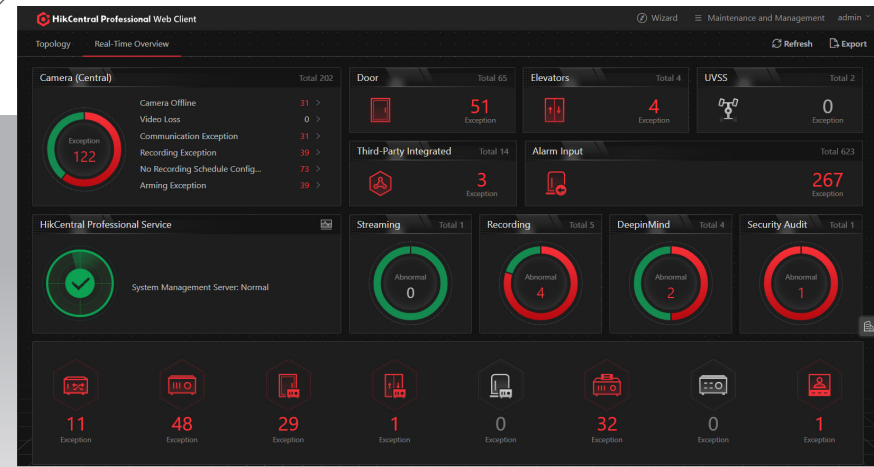 HikCentral Professional Web Client
Wizard
Maintenance and Management
admin
Topology
Real-Time Overview
Refresh
Export
Camera (Central)
Total 202
Exception
122
Camera Offline 31 >
Video Loss 0 >
Communication Exception 31 >
Recording Exception 39 >
No Recording Schedule Config... 73 >
Arming Exception 39 >
Door
Total 65
51
Exception
Elevators
Total 4
4
Exception
UVSS
Total 2
0
Exception
Third-Party Integrated
Total 14
3
Exception
Alarm Input
Total 623
267
Exception
HikCentral Professional Service
System Management Server: Normal
Streaming
Total 1
Abnormal
0
Recording
Total 5
Abnormal
4
DeepinMind
Total 4
Abnormal
2
Security Audit
Total 1
Abnormal
1
11
Exception
48
Exception
29
Exception
1
Exception
0
Exception
32
Exception
0
Exception
1
Exception